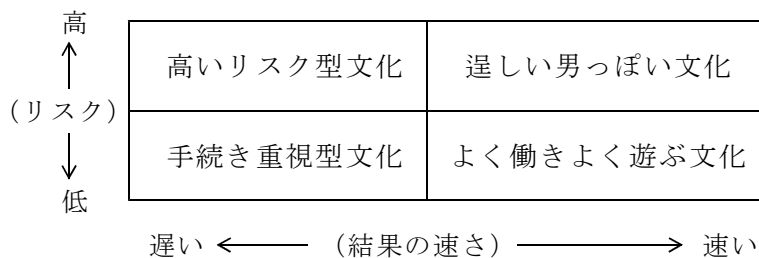 高
高いリスク型文化 逞しい男っぽい文化
(リスク)
手続き重視型文化 よく働きよく遊ぶ文化
低
遅い (結果の速さ) 速い